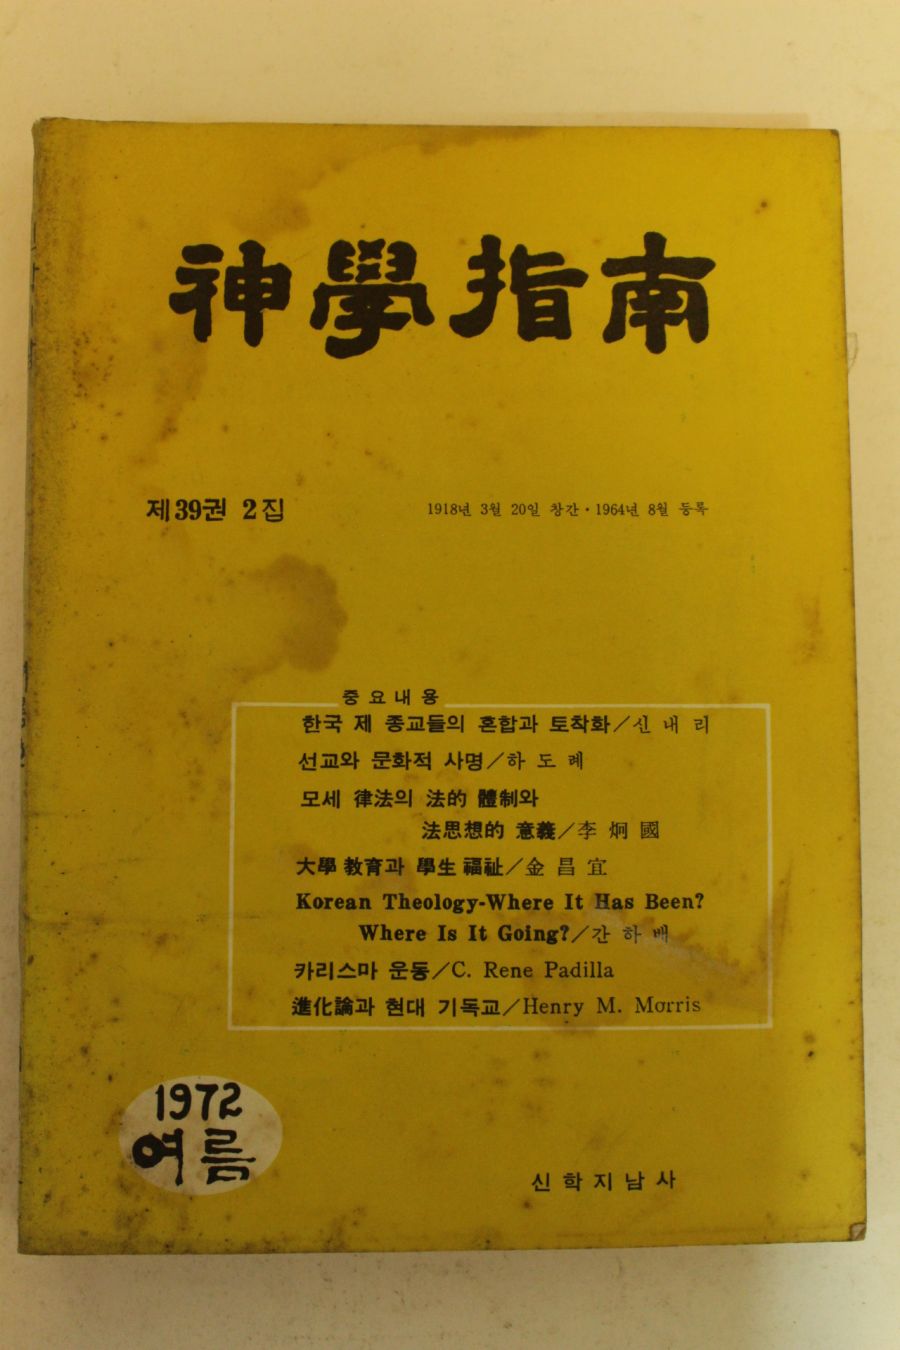 神學指南
제39권 2집
1918년 3월 20일 창간·1964년 8월 등록
중요내용
한국 제 종교들의 혼합과 토착화/신 내 리
선교와 문화적 사명/하 도 례
모세 律法의 法的 體制와
法思想的 意義/李 炯 國
大學 敎育과 學生 福祉/金 昌 宜
Korean Theology-Where It Has Been?
Where Is It Going?/간 하 배
카리스마 운동/C. Rene Padilla
進化論과 현대 기독교/Henry M. Morris
1972
여름
신학지남사